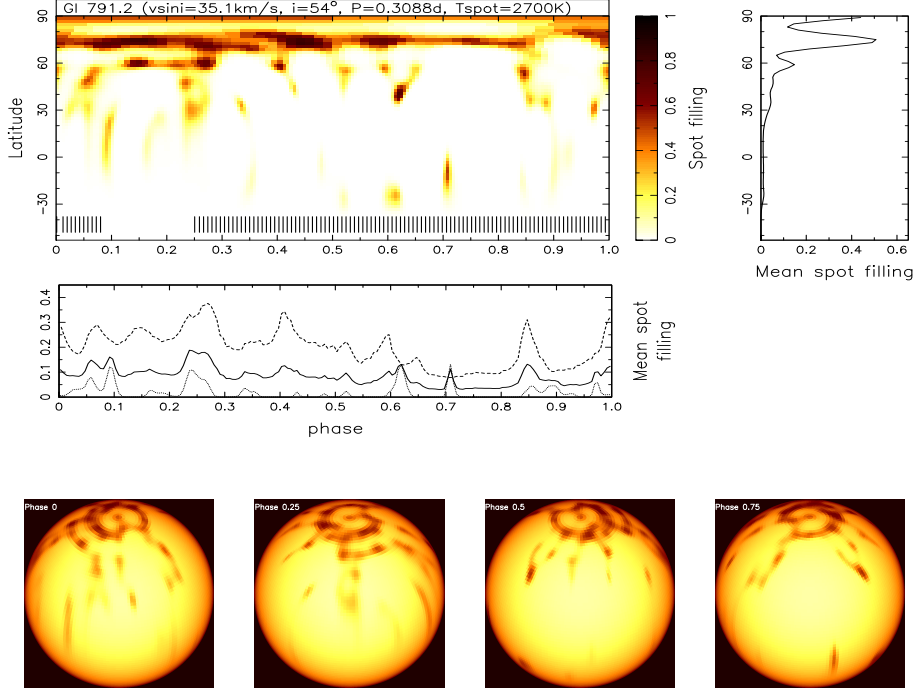 GI 791.2 (vsini=35.1km/s, i=54°, P=0.3088d, Tspot=2700K)
90
60
30
0
−30
Latitude
0 0.1 0.2 0.3 0.4 0.5 0.6 0.7 0.8 0.9 1.0
1
0.8
0.6
0.4
0.2
0
Spot filling
90
60
30
0
−30
0 0.2 0.4 0.6
Mean spot filling
0.4
0.3
0.2
0.1
0
Mean spot
filling
0 0.1 0.2 0.3 0.4 0.5 0.6 0.7 0.8 0.9 1.0
phase
Phase 0
Phase 0.25
Phase 0.5
Phase 0.75